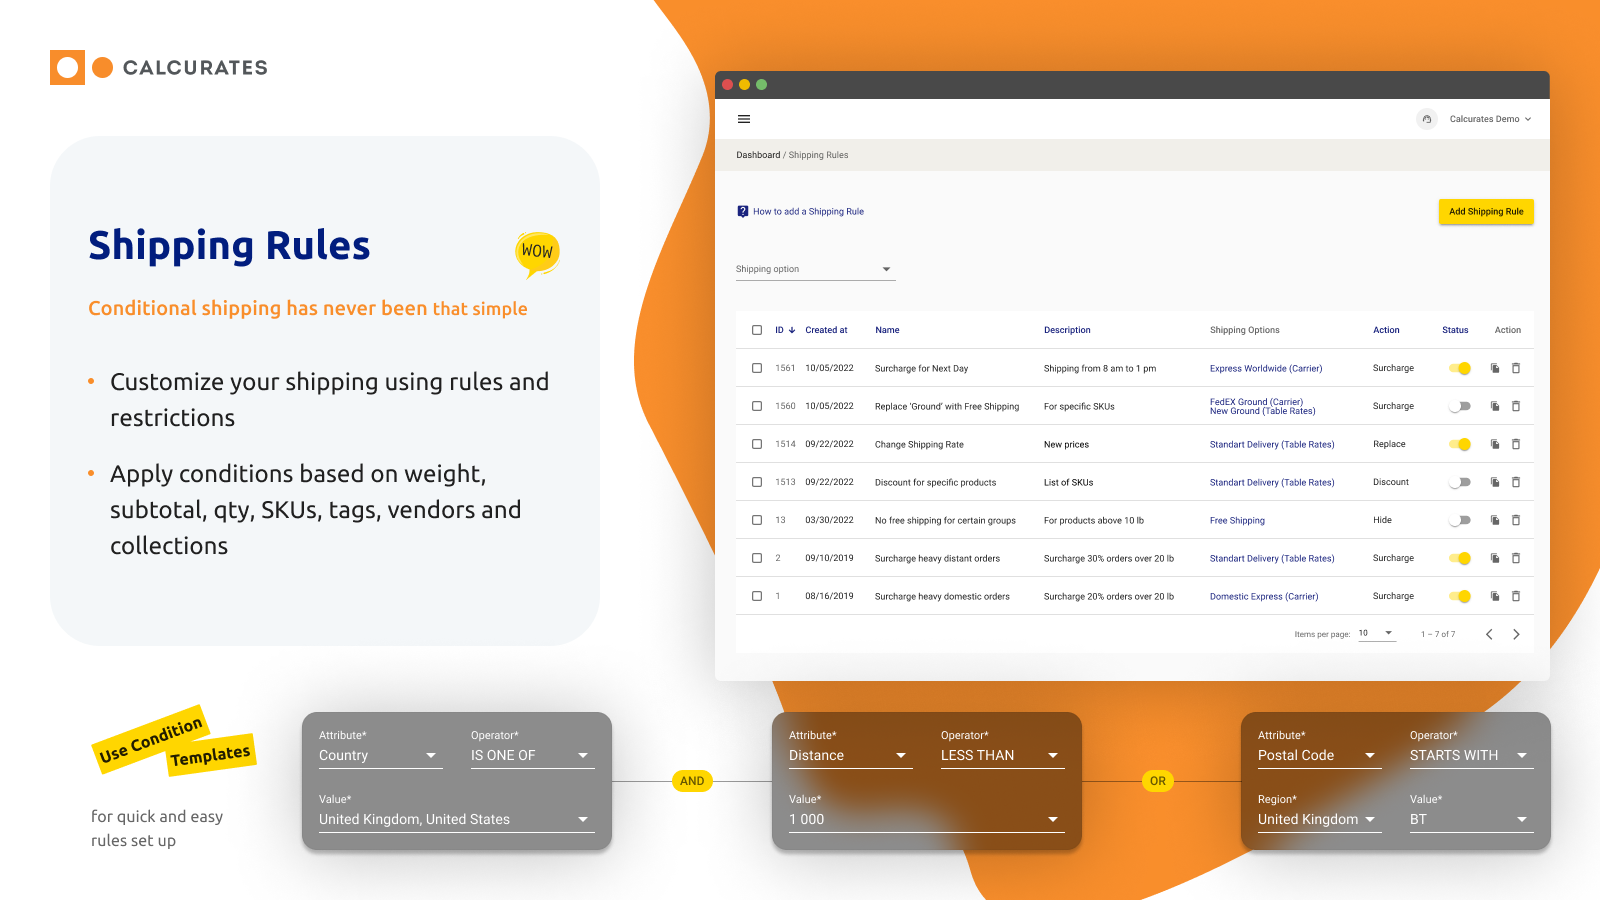 CALCURATES
Shipping Rules
WOW
Conditional shipping has never been that simple
• Customize your shipping using rules and
restrictions
• Apply conditions based on weight,
subtotal, qty, SKUs, tags, vendors and
collections
Calcurates Demo
Dashboard / Shipping Rules
? How to add a Shipping Rule
Add Shipping Rule
Shipping option
ID Created at Name Description Shipping Options Action Status Action
1561 10/05/2022 Surcharge for Next Day Shipping from 8 am to 1 pm Express Worldwide (Carrier) Surcharge
1560 10/05/2022 Replace 'Ground' with Free Shipping For specific SKUs FedEX Ground (Carrier) Surcharge
New Ground (Table Rates)
1514 09/22/2022 Change Shipping Rate New prices Standart Delivery (Table Rates) Replace
1513 09/22/2022 Discount for specific products List of SKUs Standart Delivery (Table Rates) Discount
13 03/30/2022 No free shipping for certain groups For products above 10 lb Free Shipping Hide
2 09/10/2019 Surcharge heavy distant orders Surcharge 30% orders over 20 lb Standart Delivery (Table Rates) Surcharge
1 08/16/2019 Surcharge heavy domestic orders Surcharge 20% orders over 20 lb Domestic Express (Carrier) Surcharge
Items per page: 10 1 – 7 of 7
Use Condition
Templates
for quick and easy
rules set up
Attribute* Operator*
Country IS ONE OF
Value*
United Kingdom, United States
AND
Attribute* Operator*
Distance LESS THAN
Value*
1 000
OR
Attribute* Operator*
Postal Code STARTS WITH
Region* Value*
United Kingdom BT